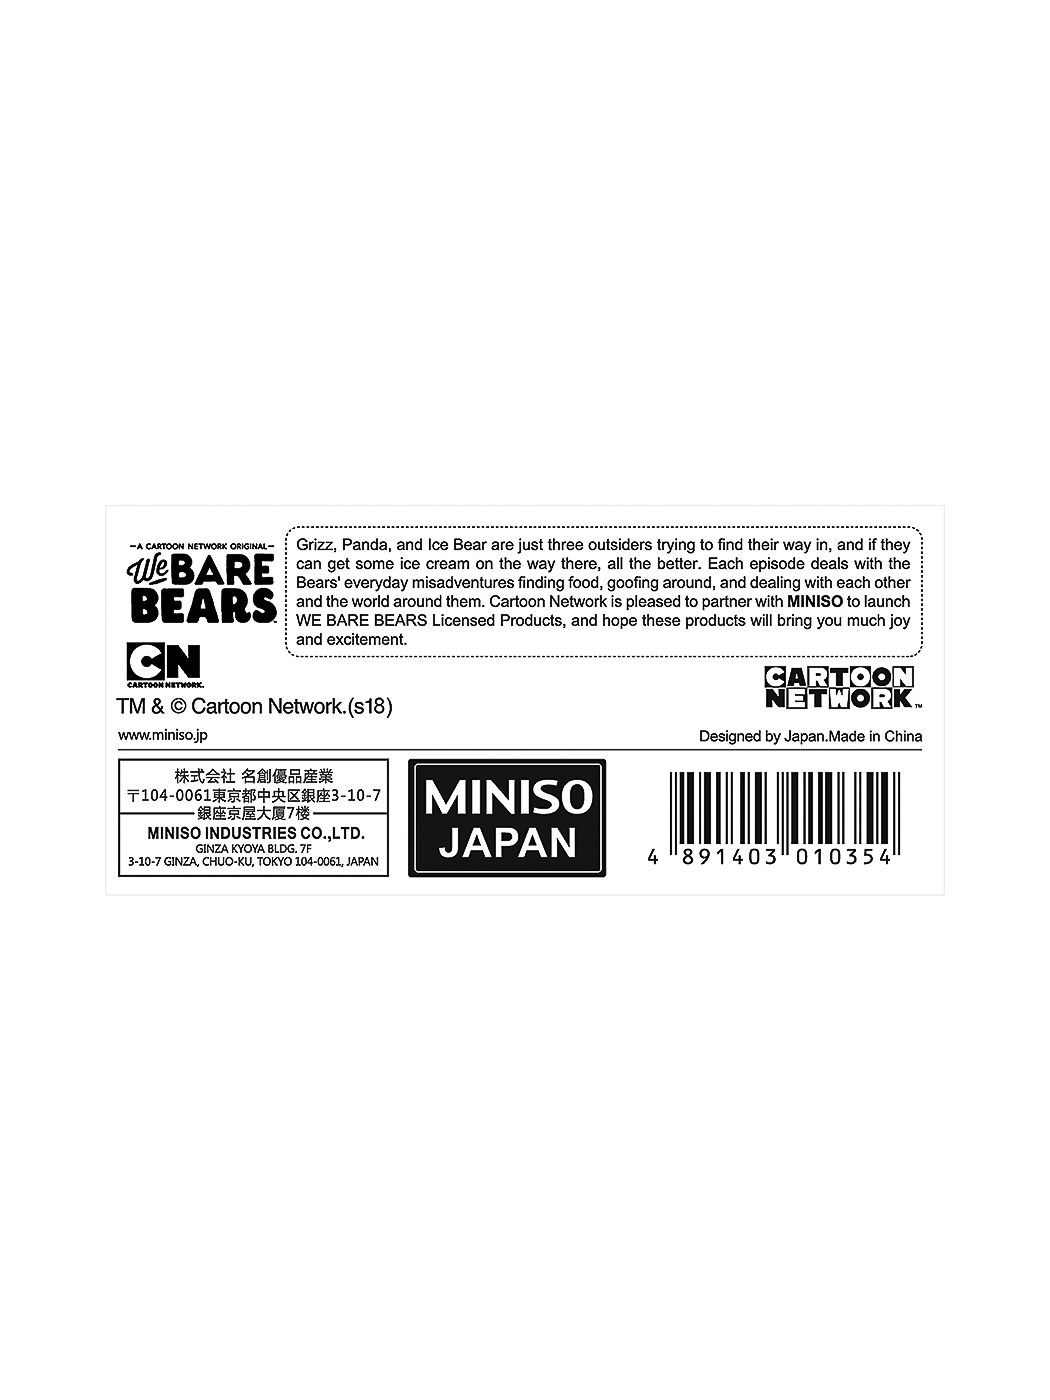 -A CARTOON NETWORK ORIGINAL-
We BARE
BEARS
Grizz, Panda, and Ice Bear are just three outsiders trying to find their way in, and if they
can get some ice cream on the way there, all the better. Each episode deals with the
Bears' everyday misadventures finding food, goofing around, and dealing with each other
and the world around them. Cartoon Network is pleased to partner with MINISO to launch
WE BARE BEARS Licensed Products, and hope these products will bring you much joy
and excitement.
CN
CARTOON NETWORK.
CARTOON
NETWORK™
TM & © Cartoon Network.(s18)
www.miniso.jp
Designed by Japan.Made in China
株式会社 名創優品産業
〒104-0061東京都中央区銀座3-10-7
銀座京屋大厦7楼
MINISO INDUSTRIES CO.,LTD.
GINZA KYOYA BLDG. 7F
3-10-7 GINZA, CHUO-KU, TOKYO 104-0061, JAPAN
MINISO
JAPAN
4 891403 010354